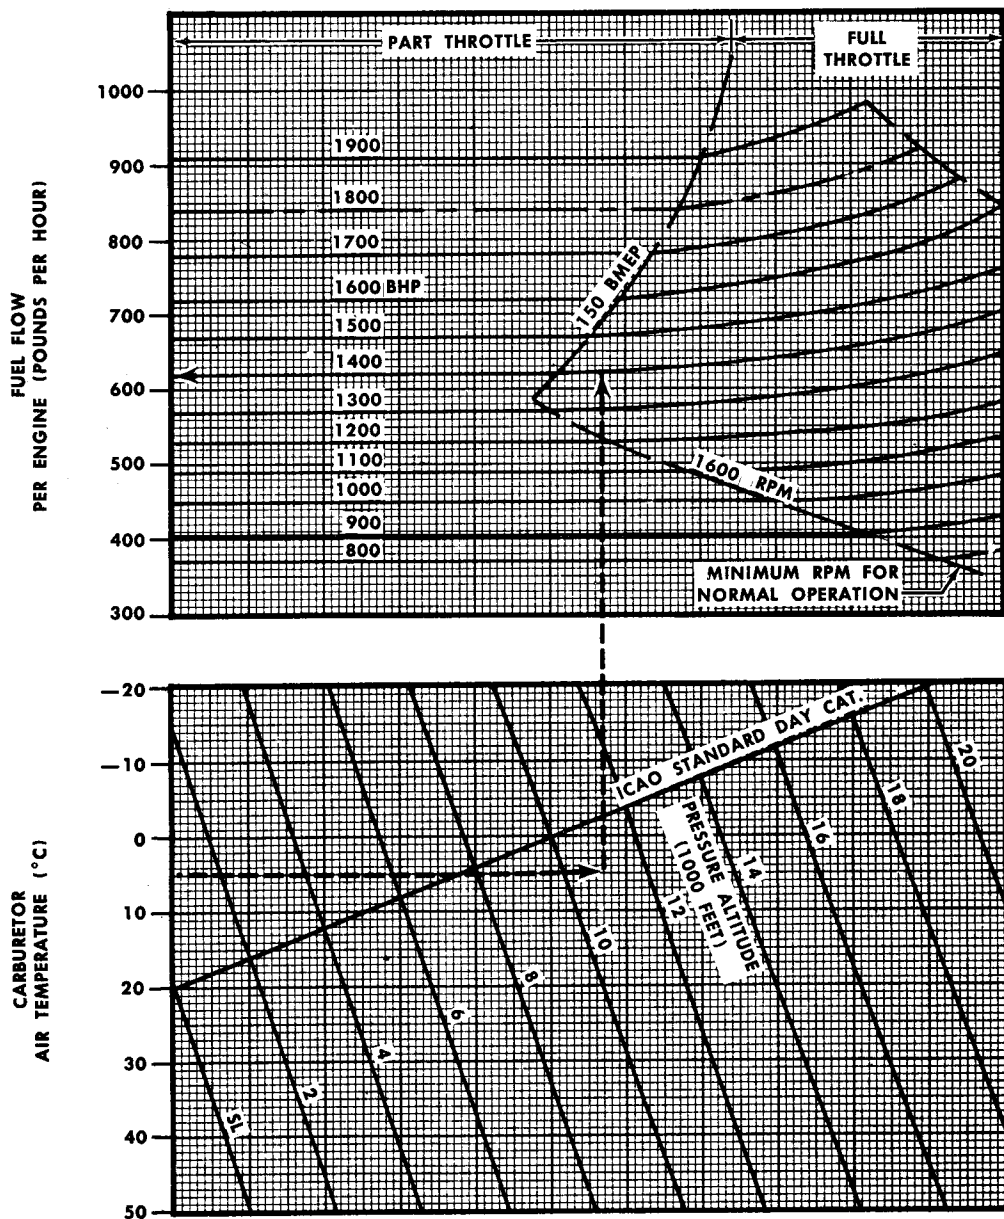 PART THROTTLE
FULL
THROTTLE
FUEL FLOW
PER ENGINE (POUNDS PER HOUR)
1000
900
800
700
600
500
400
300
1900
1800
1700
1600 BHP
1500
1400
1300
1200
1100
1000
900
800
150 BMEP
1600 RPM
MINIMUM RPM FOR
NORMAL OPERATION
CARBURETOR
AIR TEMPERATURE (°C)
—20
—10
0
10
20
30
40
50
ICAO STANDARD DAY CAT.
PRESSURE ALTITUDE
(1000 FEET)
SL
2
4
6
8
10
12
14
16
18
20